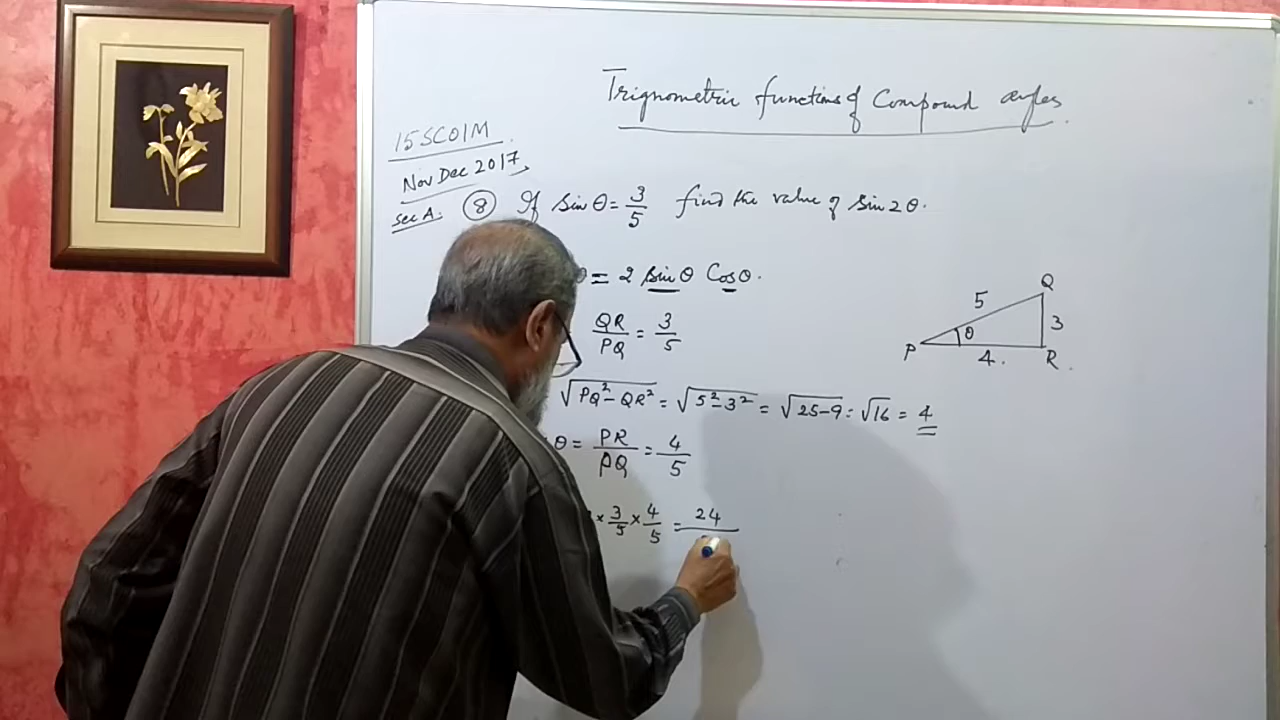 Trignometric functions of Compound angles.
15SC01M.
Nov Dec 2017,
Sec A. 8 If Sin θ = 3/5 find the value of Sin 2θ.
θ = 2 Sin θ Cos θ.
QR/PQ = 3/5
√PQ² - QR² = √5² - 3² = √25-9 = √16 = 4
θ = PR/PQ = 4/5
× 3/5 × 4/5 = 24
Q
5
3
θ
P
4.
R.